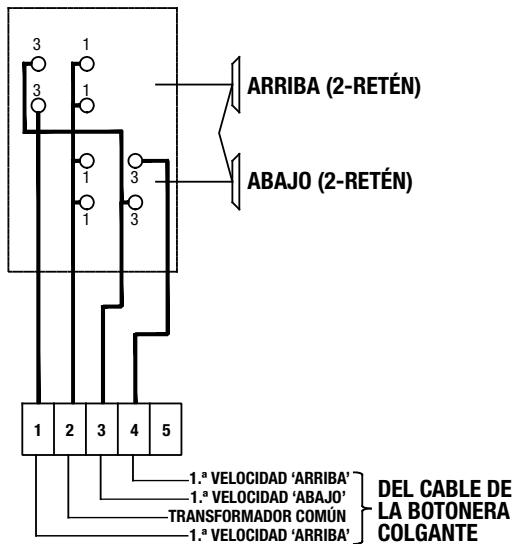 3 1
3 1
ARRIBA (2-RETÉN)
1 3
ABAJO (2-RETÉN)
1 3
1 2 3 4 5
1.ª VELOCIDAD ‘ARRIBA’
1.ª VELOCIDAD ‘ABAJO’
TRANSFORMADOR COMÚN
1.ª VELOCIDAD ‘ARRIBA’
DEL CABLE DE
LA BOTONERA
COLGANTE